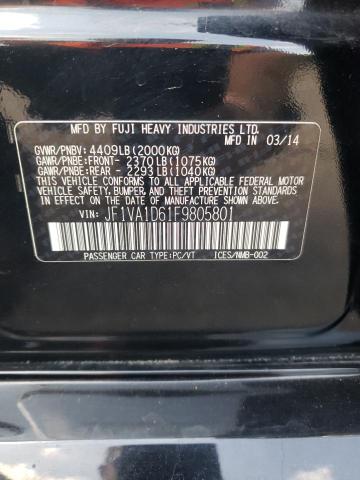 MFD BY FUJI HEAVY INDUSTRIES LTD.
MFD IN 03/14
GVWR/PNBV: 4409LB(2000KG)
GAWR/PNBE:FRONT- 2370LB(1075KG)
GAWR/PNBE:REAR - 2293LB(1040KG)
THIS VEHICLE CONFORMS TO ALL APPLICABLE
FEDERAL MOTOR VEHICLE SAFETY,
BUMPER, AND THEFT PREVENTION STANDARDS
IN EFFECT ON THE DATE OF
MANUFACTURE SHOWN ABOVE.
VIN: JF1VA1D61F9805801
PASSENGER CAR TYPE:PC/VT ICES/NMB-002